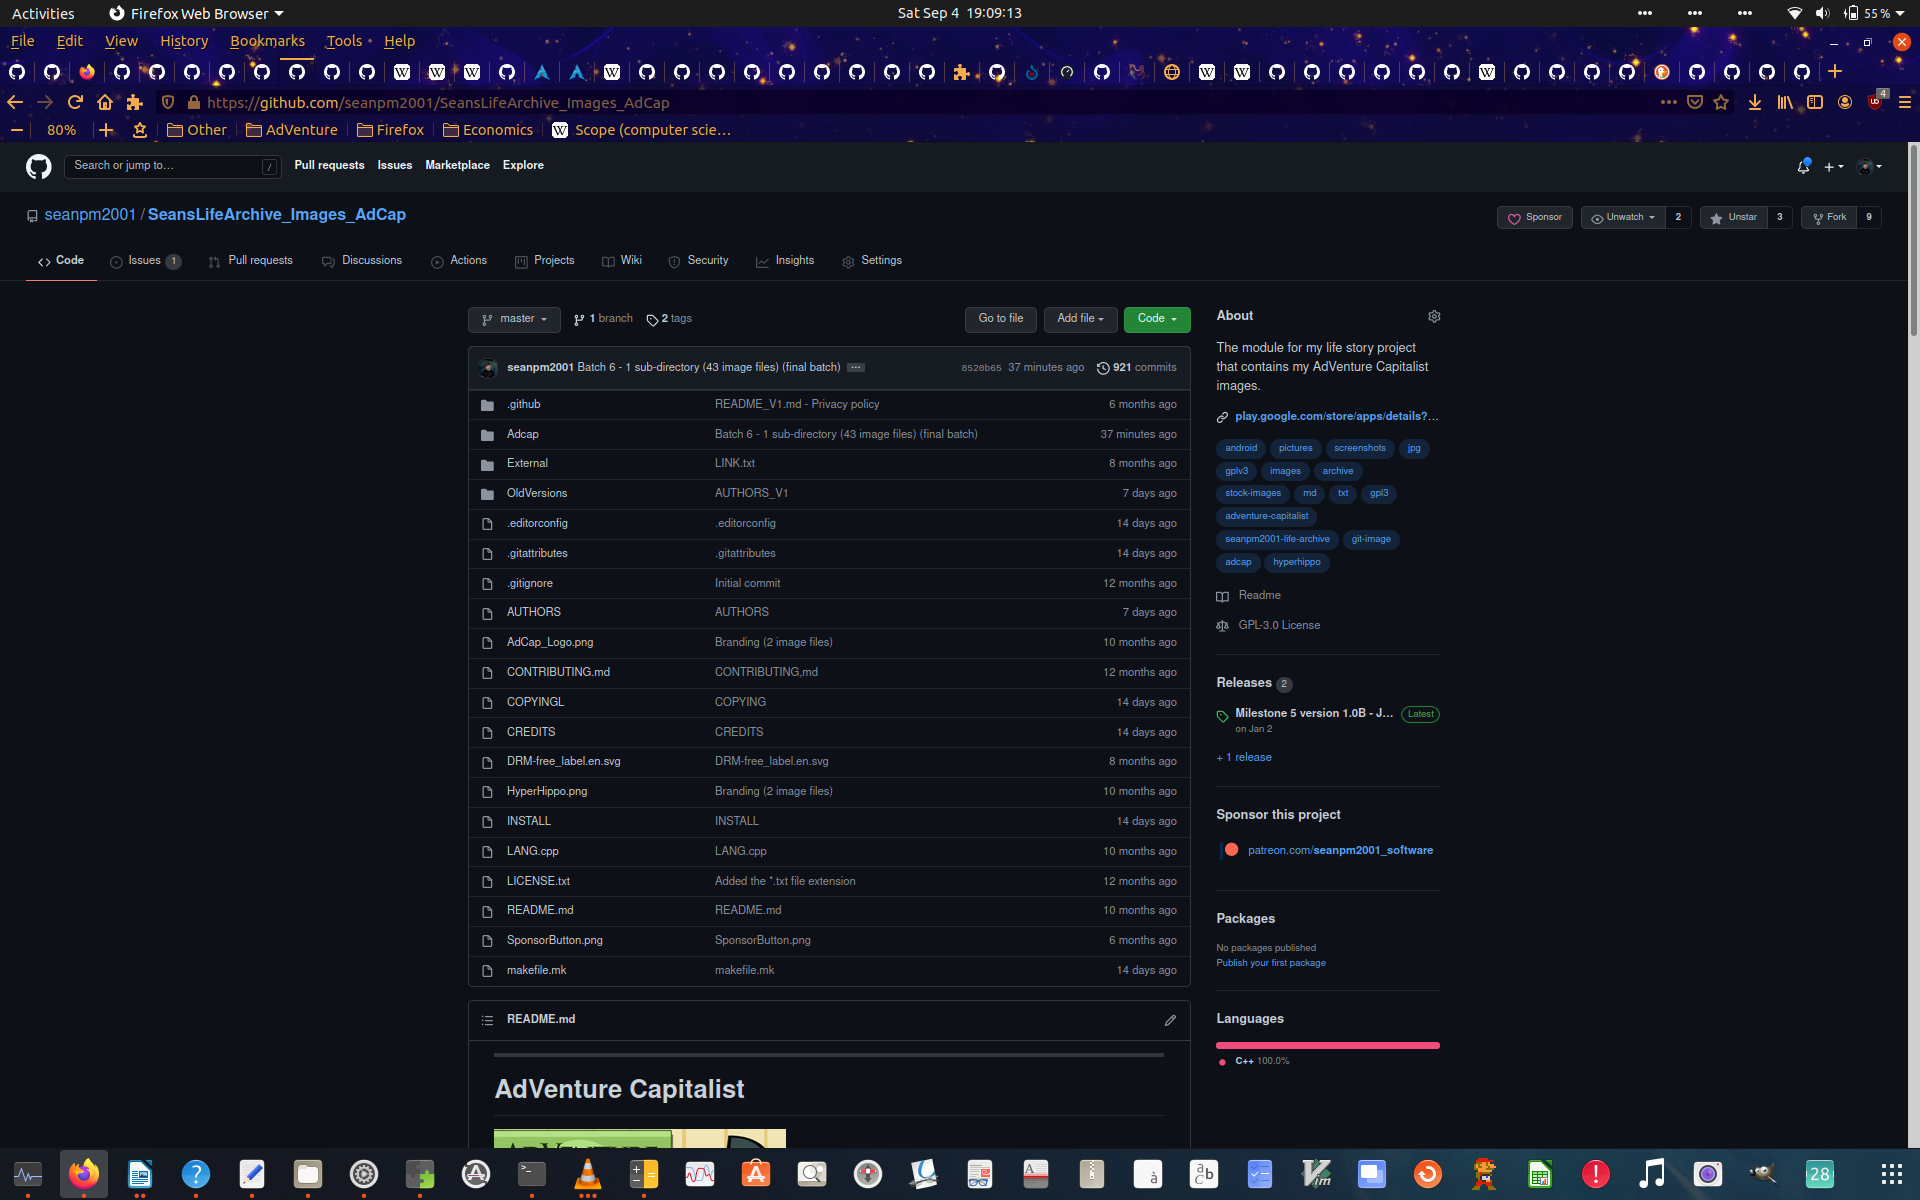 Activities Firefox Web Browser Sat Sep 4 19:09:13 55 %
File Edit View History Bookmarks Tools Help
https://github.com/seanpm2001/SeansLifeArchive_Images_AdCap 4
80% Other AdVenture Firefox Economics Scope (computer scie…
Search or jump to… / Pull requests Issues Marketplace Explore
seanpm2001 / SeansLifeArchive_Images_AdCap Sponsor Unwatch 2 Unstar 3 Fork 9
Code Issues 1 Pull requests Discussions Actions Projects Wiki Security Insights Settings
master 1 branch 2 tags Go to file Add file Code
seanpm2001 Batch 6 - 1 sub-directory (43 image files) (final batch) ··· 8520b65 37 minutes ago 921 commits
.github README_V1.md - Privacy policy 6 months ago
Adcap Batch 6 - 1 sub-directory (43 image files) (final batch) 37 minutes ago
External LINK.txt 8 months ago
OldVersions AUTHORS_V1 7 days ago
.editorconfig .editorconfig 14 days ago
.gitattributes .gitattributes 14 days ago
.gitignore Initial commit 12 months ago
AUTHORS AUTHORS 7 days ago
AdCap_Logo.png Branding (2 image files) 10 months ago
CONTRIBUTING.md CONTRIBUTING,md 12 months ago
COPYINGL COPYING 14 days ago
CREDITS CREDITS 14 days ago
DRM-free_label.en.svg DRM-free_label.en.svg 8 months ago
HyperHippo.png Branding (2 image files) 10 months ago
INSTALL INSTALL 14 days ago
LANG.cpp LANG.cpp 10 months ago
LICENSE.txt Added the *.txt file extension 12 months ago
README.md README.md 10 months ago
SponsorButton.png SponsorButton.png 6 months ago
makefile.mk makefile.mk 14 days ago
README.md
AdVenture Capitalist
ADVENTURE
About
The module for my life story project
that contains my AdVenture Capitalist
images.
play.google.com/store/apps/details?…
android pictures screenshots jpg
gplv3 images archive
stock-images md txt gpl3
adventure-capitalist
seanpm2001-life-archive git-image
adcap hyperhippo
Readme
GPL-3.0 License
Releases 2
Milestone 5 version 1.0B - J… Latest
on Jan 2
+ 1 release
Sponsor this project
patreon.com/seanpm2001_software
Packages
No packages published
Publish your first package
Languages
C++ 100.0%
28